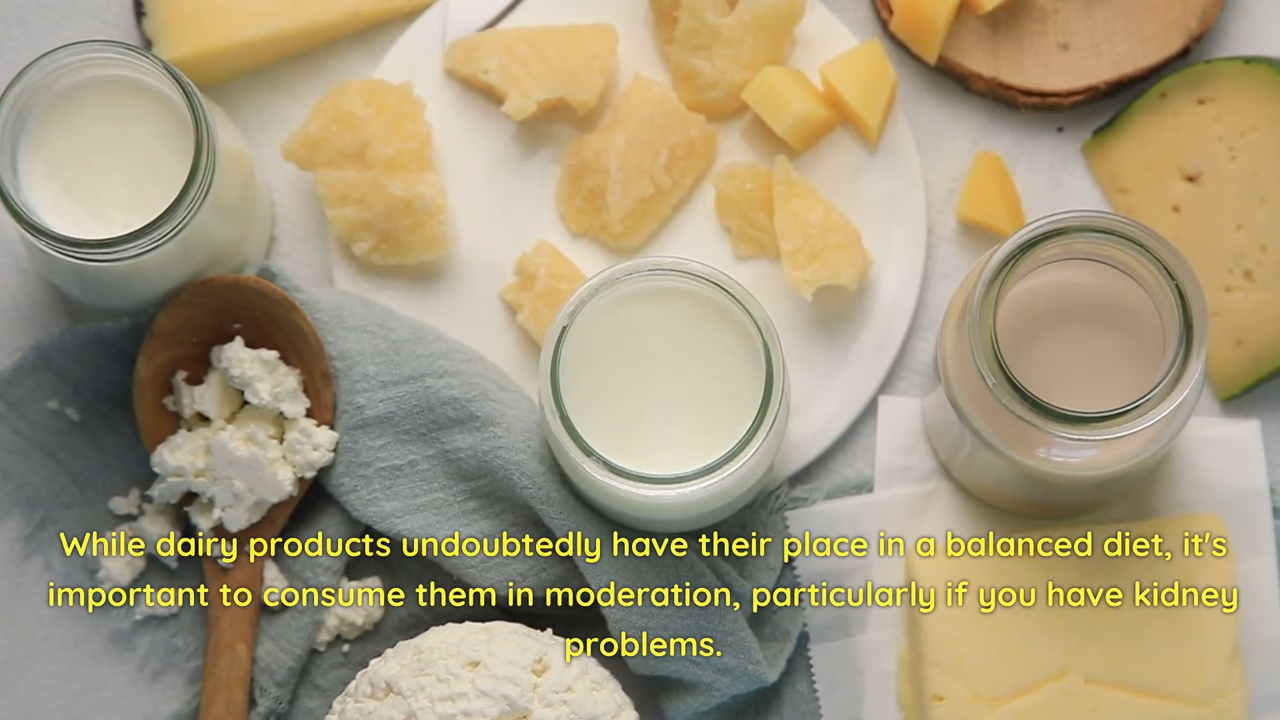 While dairy products undoubtedly have their place in a balanced diet, it's
important to consume them in moderation, particularly if you have kidney
problems.